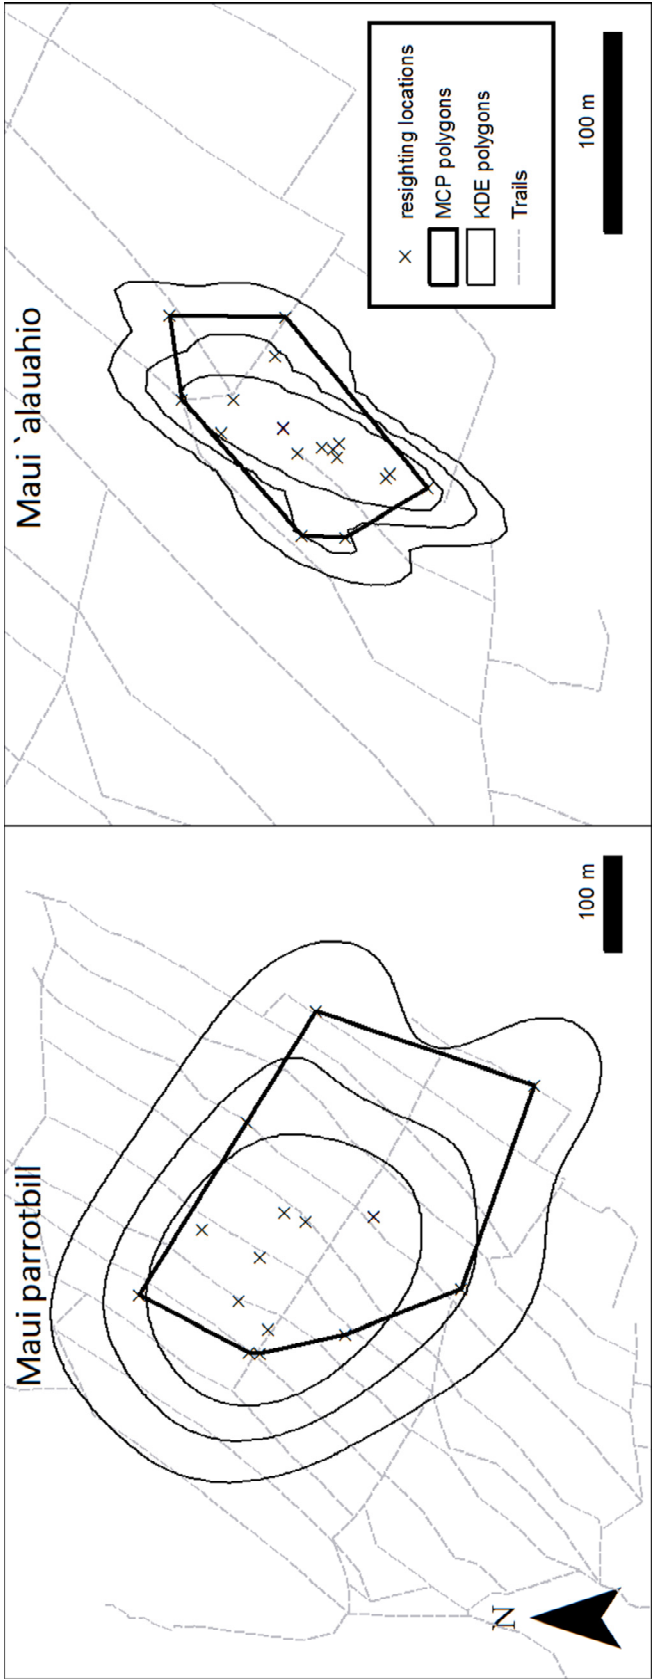 Maui parrotbill
100 m
N
Maui `alauahio
resighting locations
MCP polygons
KDE polygons
Trails
100 m